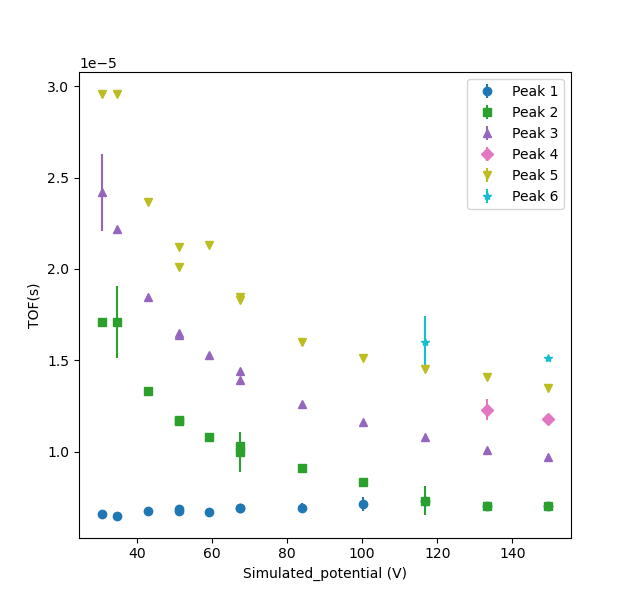 1e−5
3.0
2.5
2.0
1.5
1.0
TOF(s)
40 60 80 100 120 140
Simulated_potential (V)
Peak 1
Peak 2
Peak 3
Peak 4
Peak 5
Peak 6